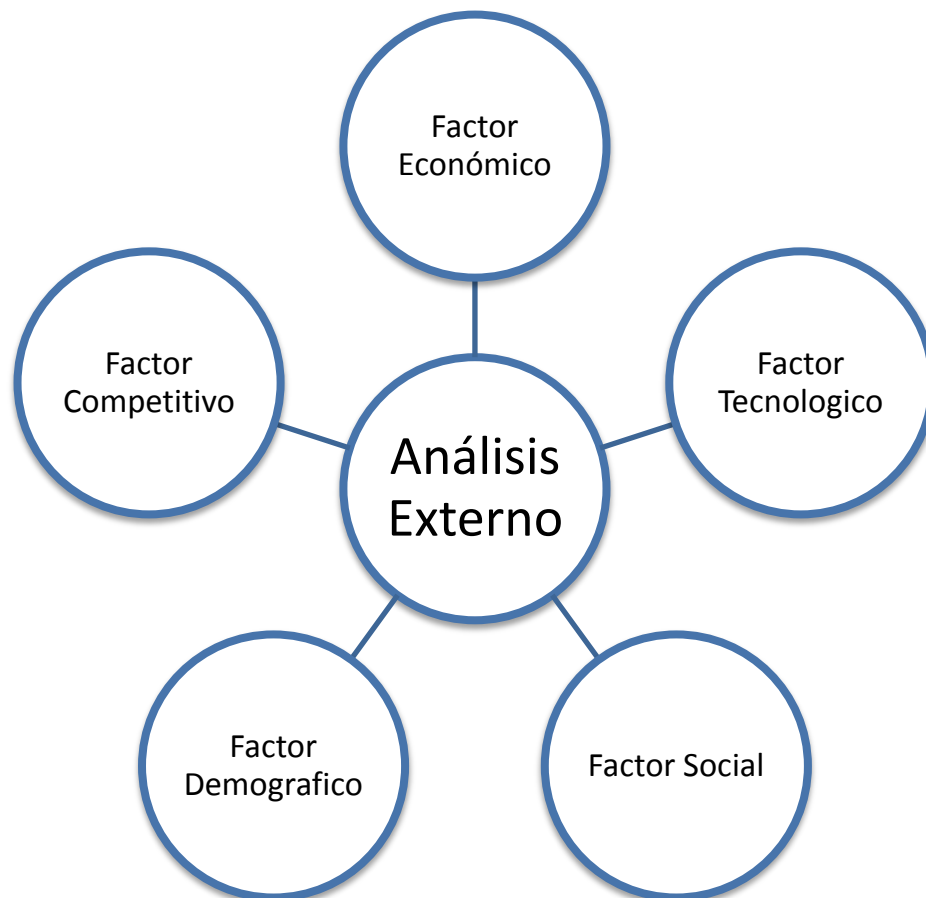 Factor
Económico
Factor
Competitivo
Factor
Tecnologico
Análisis
Externo
Factor
Demografico
Factor Social